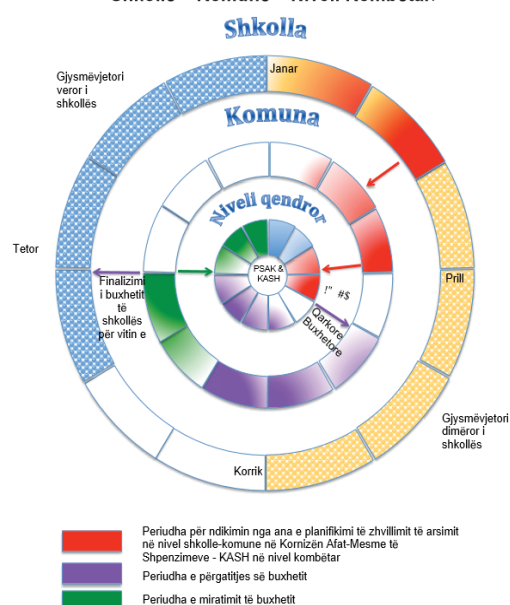 Shkolla
Janar
Gjysmëvjetori
veror i
shkollës
Komuna
Niveli qendror
Tetor
PSAK &
KASH
Prill
Finalizimi
i buxhetit
të
shkollës
për vitin e
!" #$
Qarkore
Buxhetore
Gjysmëvjetori
dimëror i
shkollës
Korrik
Periudha për ndikimin nga ana e planifikimi të zhvillimit të arsimit
në nivel shkolle-komune në Kornizën Afat-Mesme të
Shpenzimeve - KASH në nivel kombëtar
Periudha e përgatitjes së buxhetit
Periudha e miratimit të buxhetit